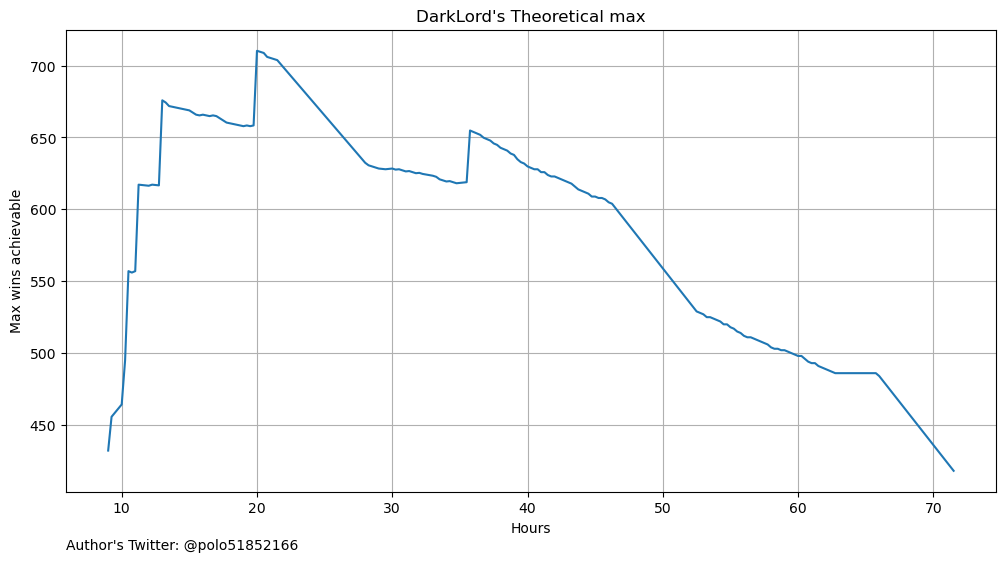 DarkLord's Theoretical max
Max wins achievable
700
650
600
550
500
450
10 20 30 40 50 60 70
Hours
Author's Twitter: @polo51852166